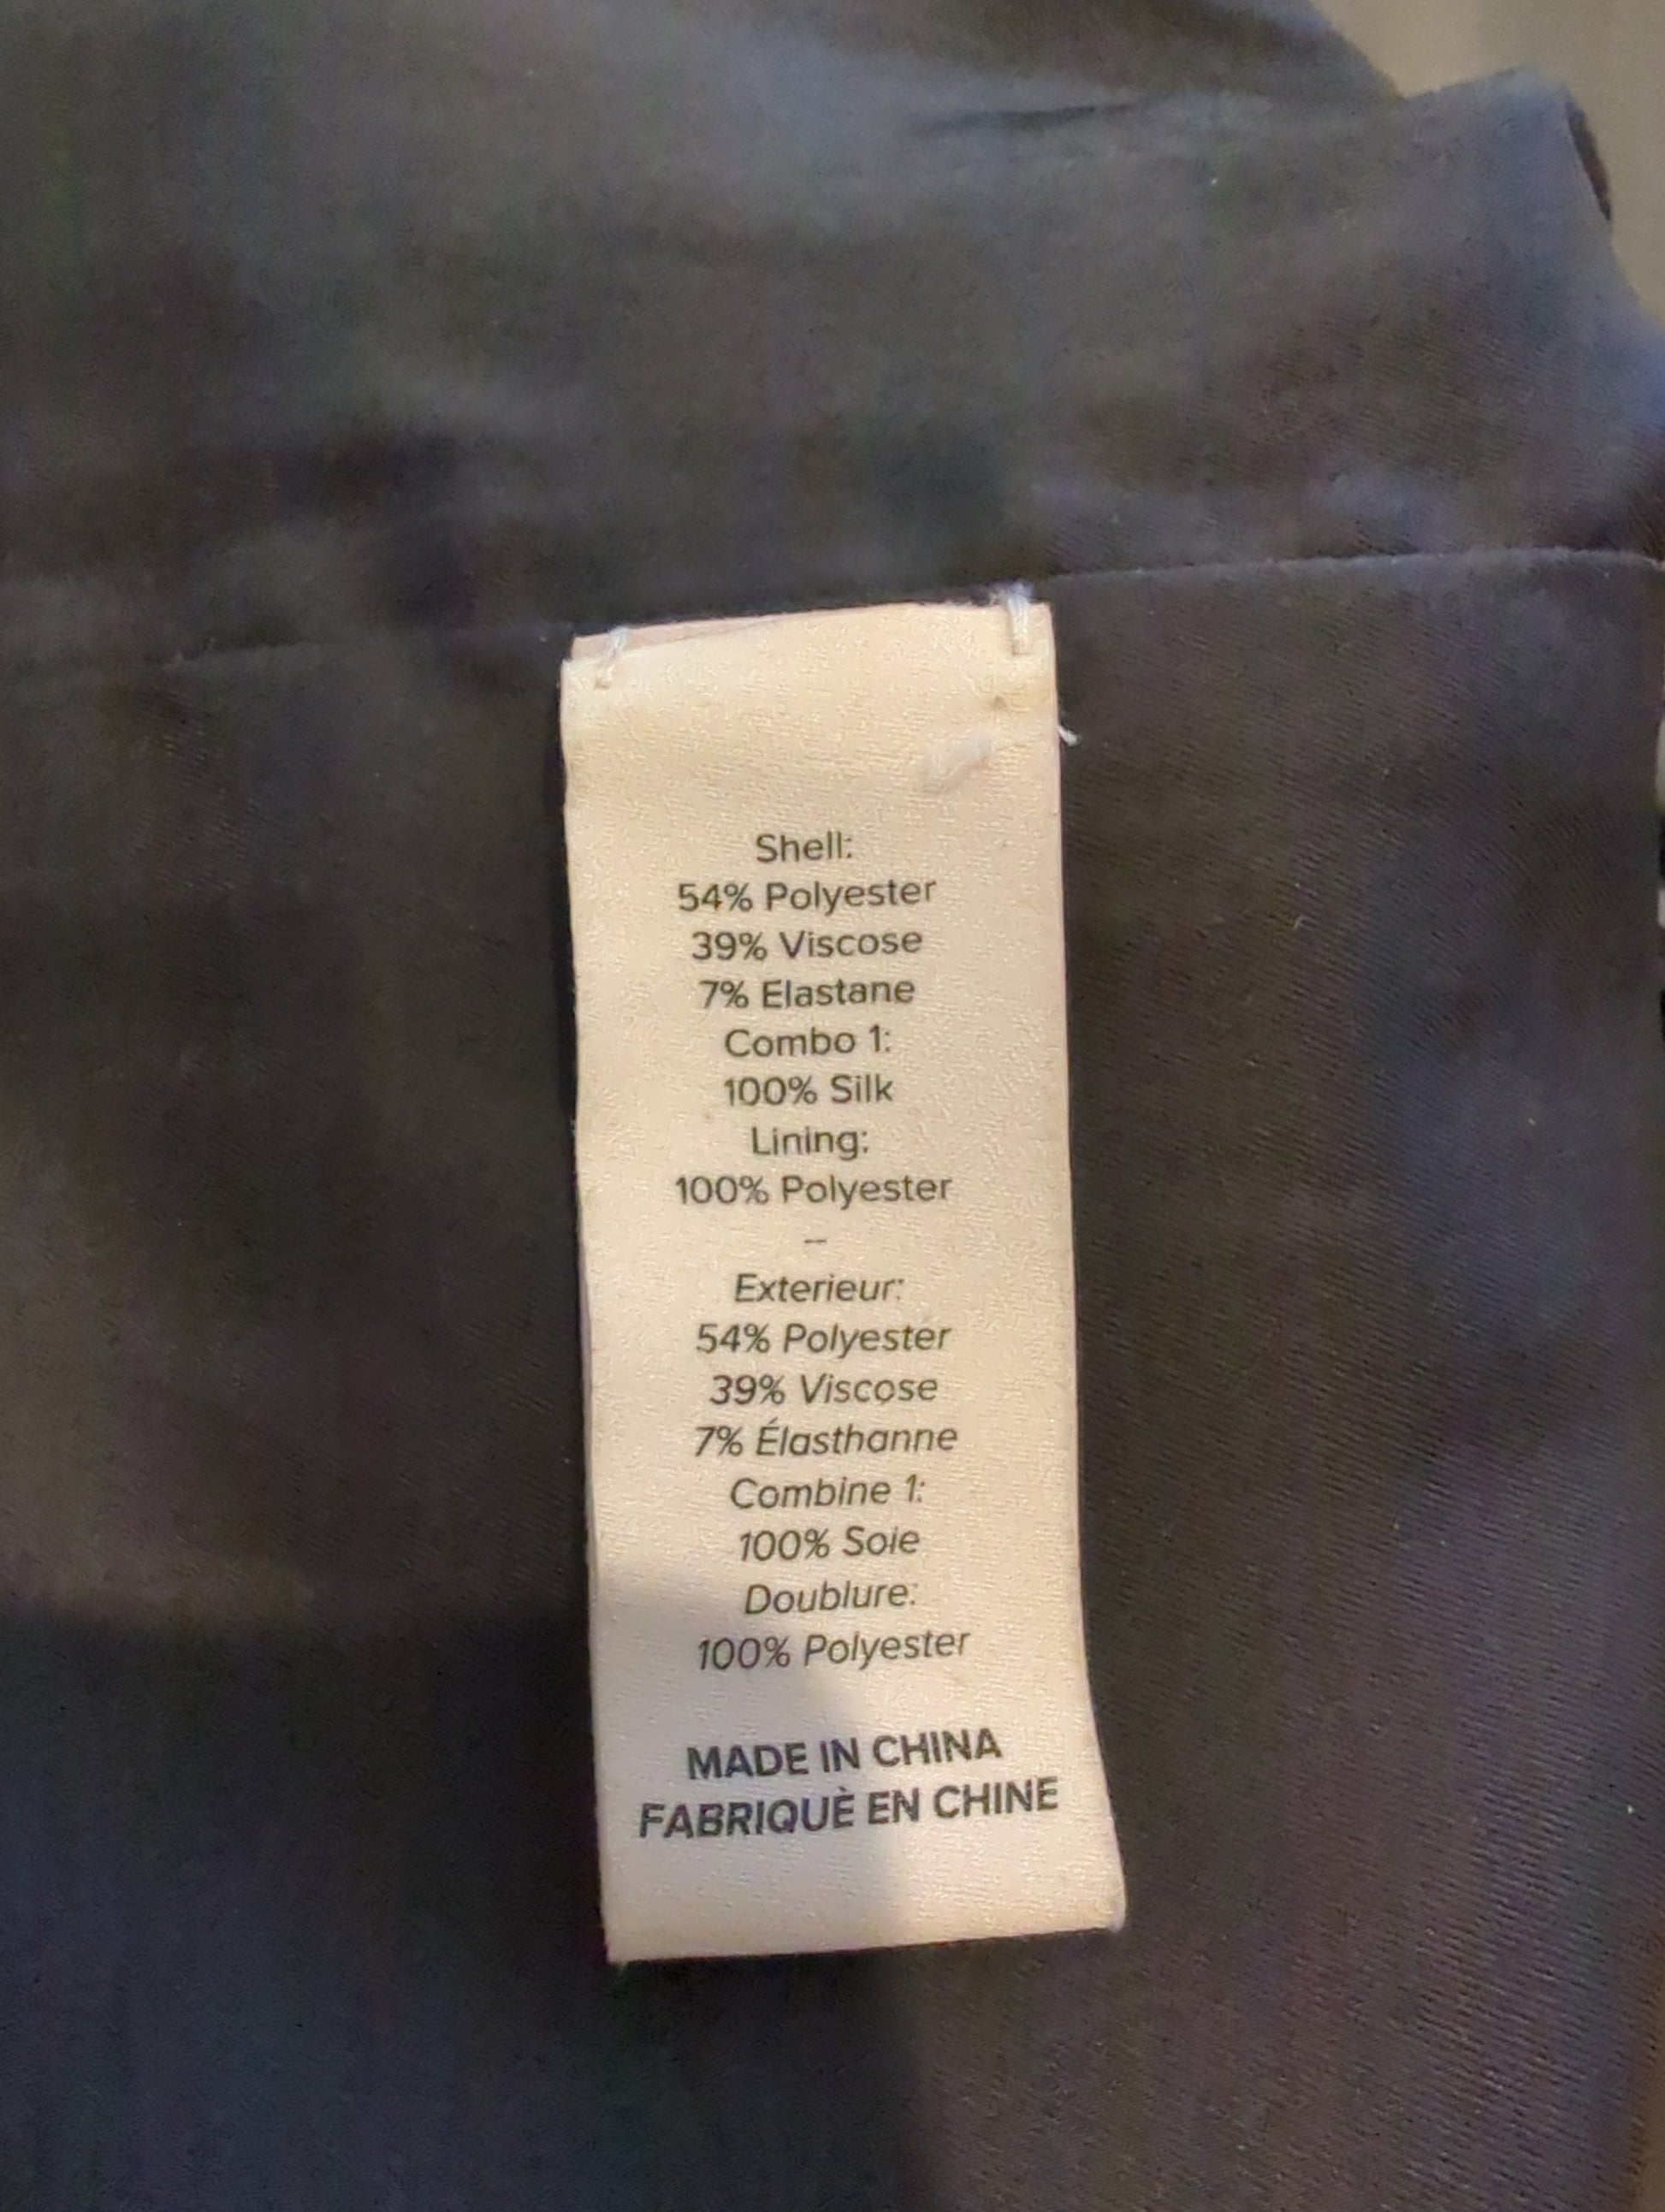 Shell:
54% Polyester
39% Viscose
7% Elastane
Combo 1:
100% Silk
Lining:
100% Polyester
--
Exterieur:
54% Polyester
39% Viscose
7% Élasthanne
Combine 1:
100% Soie
Doublure:
100% Polyester
MADE IN CHINA
FABRIQUÈ EN CHINE